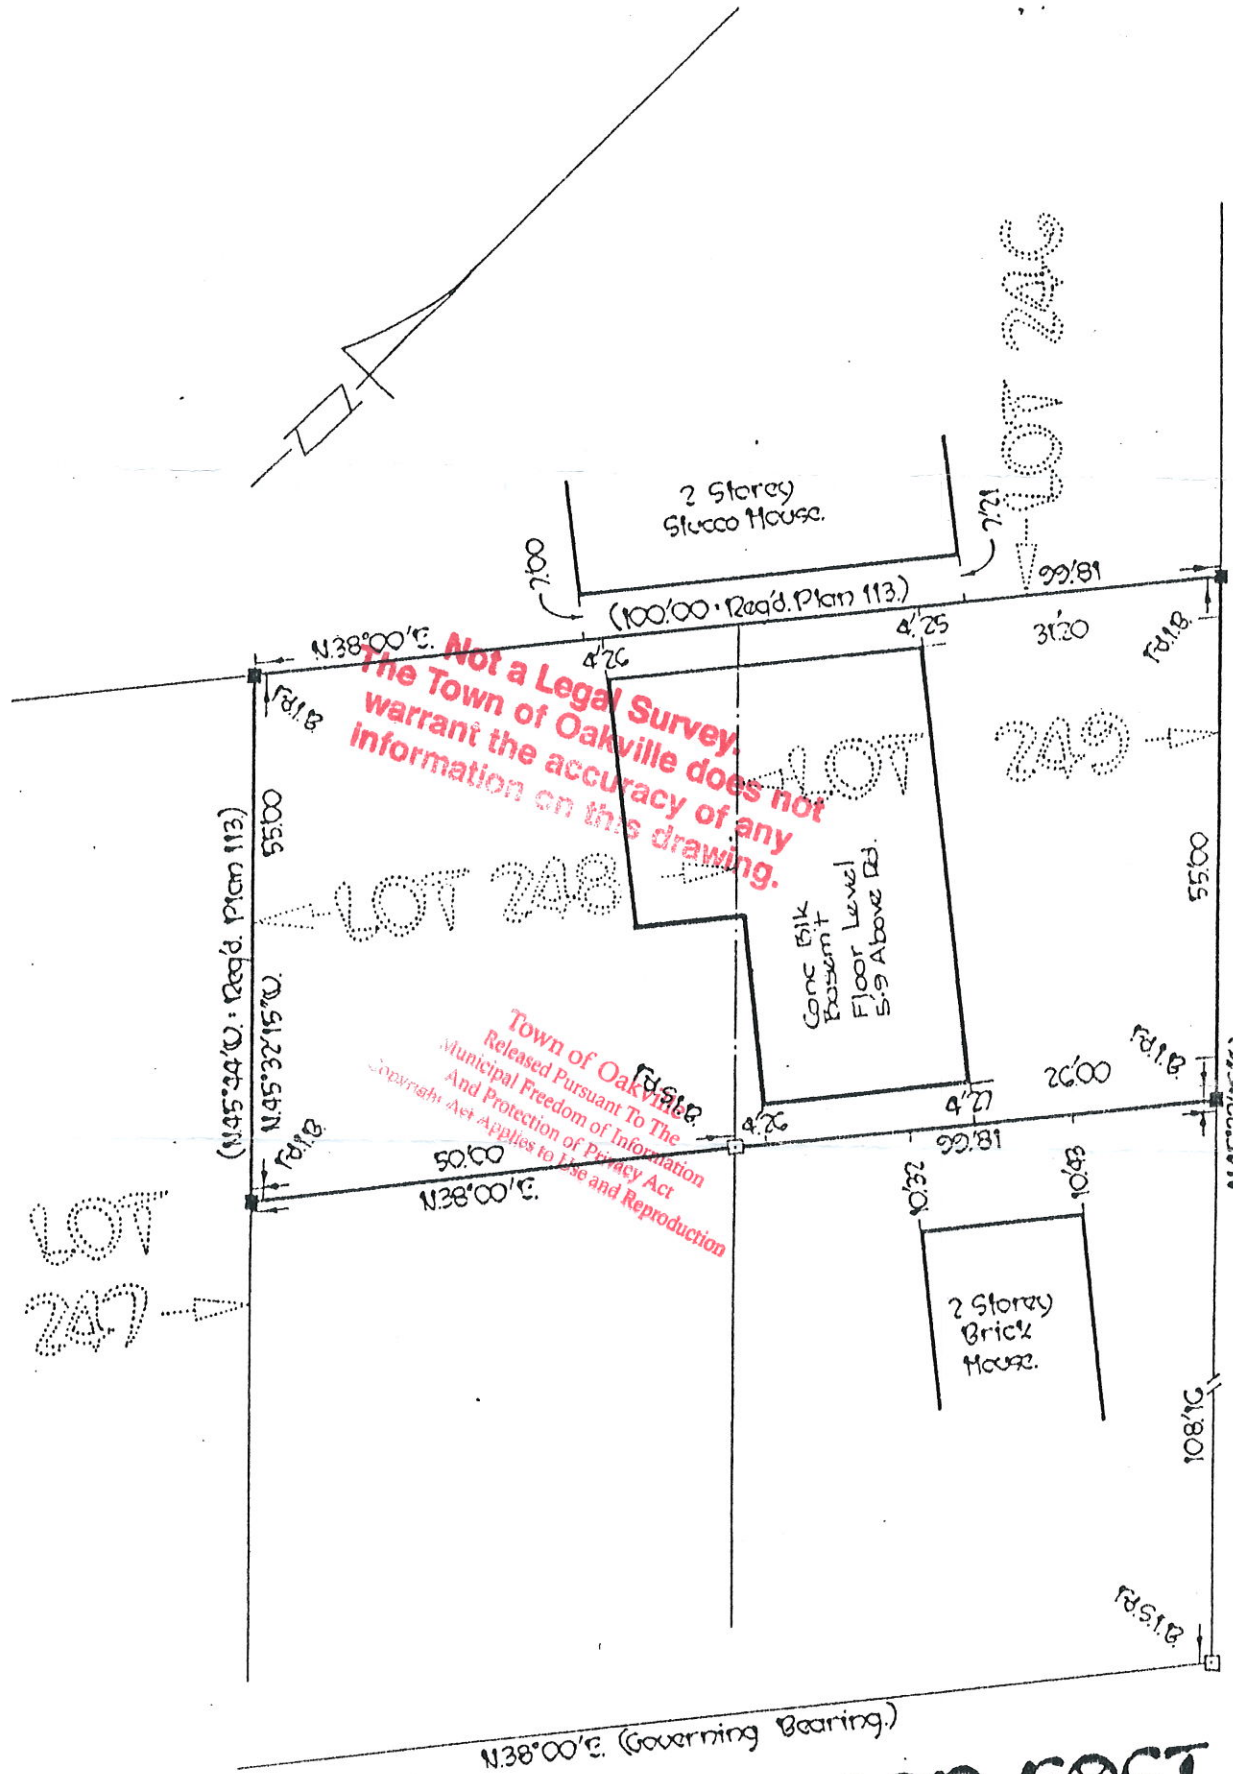 LOT 24C
2 Storey
Stucco House.
2'00
2'21
99'81
(100'00 · Reg'd. Plan 113.)
N.38°00'E.
4'26
4'25
31'20
Fd.I.B.
Fd.I.B.
Not a Legal Survey.
The Town of Oakville does not
warrant the accuracy of any
information on this drawing.
LOT
249
55'00
(N.45°24'W. : Reg'd. Plan 113)
55'00
LOT 248
N.45°32'15"W.
Conc Blk
Basem't
Floor Level
5.9 Above Rd.
Town of Oakville
Released Pursuant To The
Municipal Freedom of Information
And Protection of Privacy Act
Copyright Act Applies to Use and Reproduction
Fd.S.I.B.
Fd.I.B.
Fd.I.B.
26'00
4'26
4'27
99'81
50'00
N.38°00'E.
10'32
10'43
LOT
247
2 Storey
Brick
House.
108'16
Fd.S.I.B.
N.38°00'E. (Governing Bearing.)